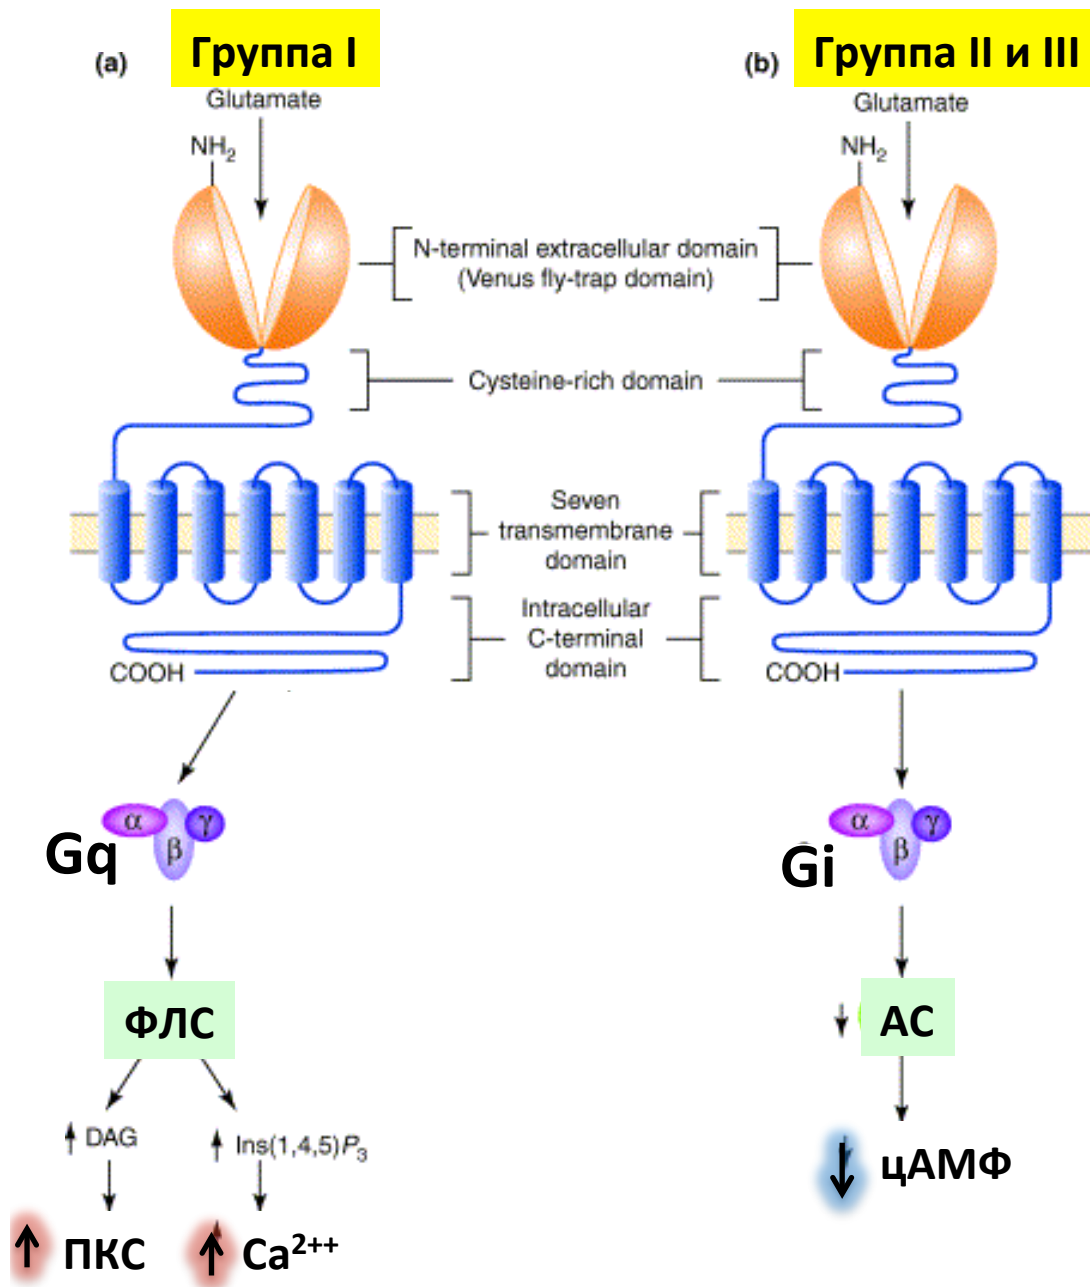 (a)
Группа I
(b)
Группа II и III
Glutamate
Glutamate
NH2
NH2
N-terminal extracellular domain
(Venus fly-trap domain)
Cysteine-rich domain
Seven
transmembrane
domain
Intracellular
C-terminal
domain
COOH
COOH
α
β
γ
Gq
α
β
γ
Gi
ФЛС
АС
DAG
Ins(1,4,5)P3
цАМФ
ПКС
Ca2++